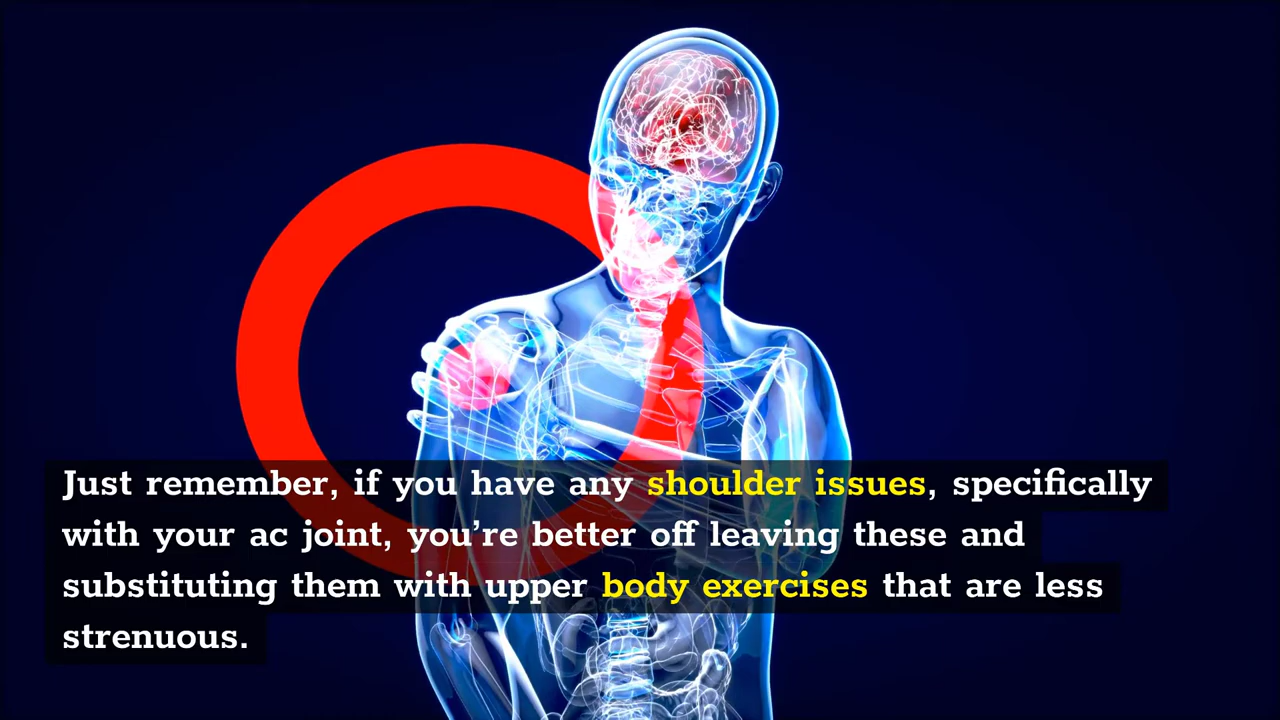 Just remember, if you have any shoulder issues, specifically
with your ac joint, you’re better off leaving these and
substituting them with upper body exercises that are less
strenuous.